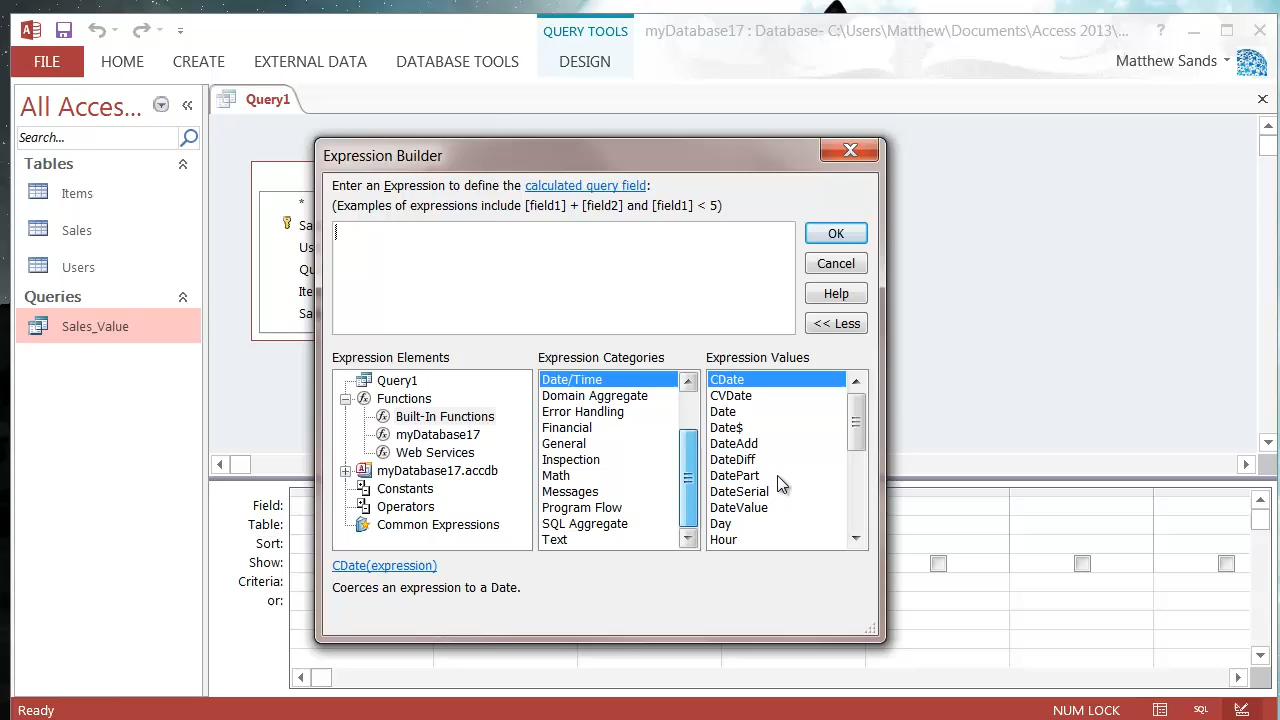 QUERY TOOLS
myDatabase17 : Database- C:\Users\Matthew\Documents\Access 2013\...
FILE
HOME
CREATE
EXTERNAL DATA
DATABASE TOOLS
DESIGN
Matthew Sands
All Acces...
Search...
Tables
Items
Sales
Users
Queries
Sales_Value
Query1
*
Sa
Us
Qu
Ite
Sa
Field:
Table:
Sort:
Show:
Criteria:
or:
Expression Builder
Enter an Expression to define the calculated query field:
(Examples of expressions include [field1] + [field2] and [field1] < 5)
OK
Cancel
Help
<< Less
Expression Elements
Query1
Functions
Built-In Functions
myDatabase17
Web Services
myDatabase17.accdb
Constants
Operators
Common Expressions
Expression Categories
Date/Time
Domain Aggregate
Error Handling
Financial
General
Inspection
Math
Messages
Program Flow
SQL Aggregate
Text
Expression Values
CDate
CVDate
Date
Date$
DateAdd
DateDiff
DatePart
DateSerial
DateValue
Day
Hour
CDate(expression)
Coerces an expression to a Date.
Ready
NUM LOCK
SQL